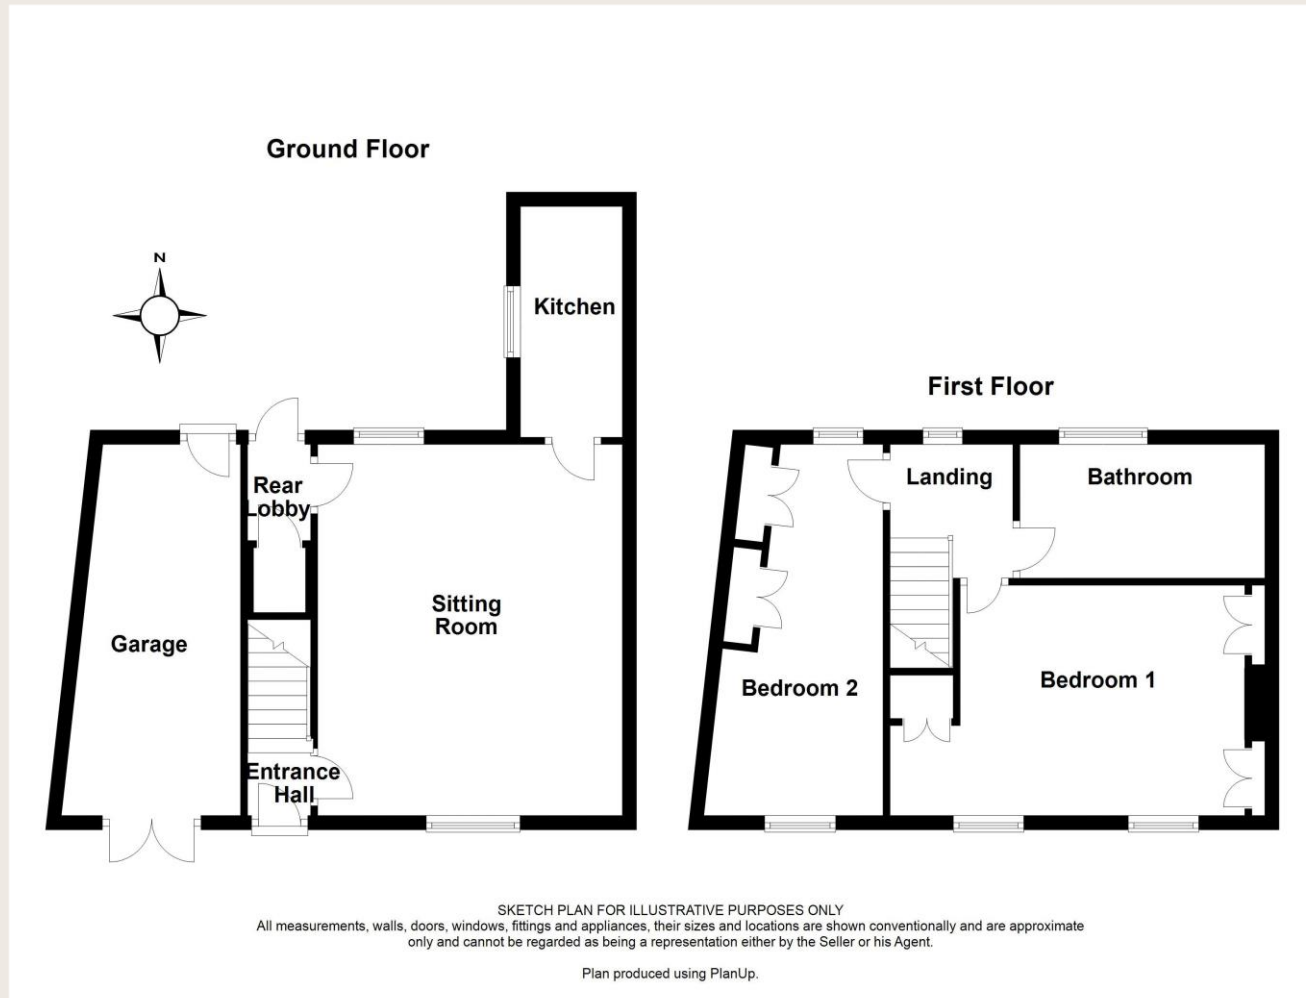 Ground Floor
N
Kitchen
Rear
Lobby
Sitting
Room
Garage
Entrance
Hall
First Floor
Landing
Bathroom
Bedroom 2
Bedroom 1
SKETCH PLAN FOR ILLUSTRATIVE PURPOSES ONLY
All measurements, walls, doors, windows, fittings and appliances, their sizes and locations are shown conventionally and are approximate
only and cannot be regarded as being a representation either by the Seller or his Agent.
Plan produced using PlanUp.